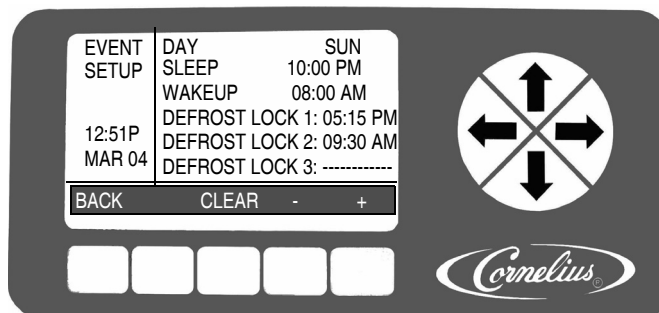 EVENT SETUP
12:51P
MAR 04
DAY SUN
SLEEP 10:00 PM
WAKEUP 08:00 AM
DEFROST LOCK 1: 05:15 PM
DEFROST LOCK 2: 09:30 AM
DEFROST LOCK 3: ------------
BACK CLEAR - +
Cornelius®